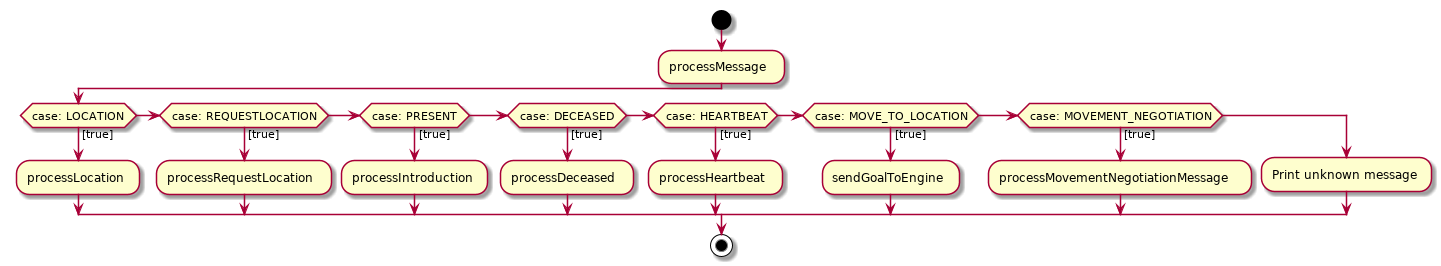 processMessage
case: LOCATION
case: REQUESTLOCATION
case: PRESENT
case: DECEASED
case: HEARTBEAT
case: MOVE_TO_LOCATION
case: MOVEMENT_NEGOTIATION
[true]
[true]
[true]
[true]
[true]
[true]
[true]
processLocation
processRequestLocation
processIntroduction
processDeceased
processHeartbeat
sendGoalToEngine
processMovementNegotiationMessage
Print unknown message